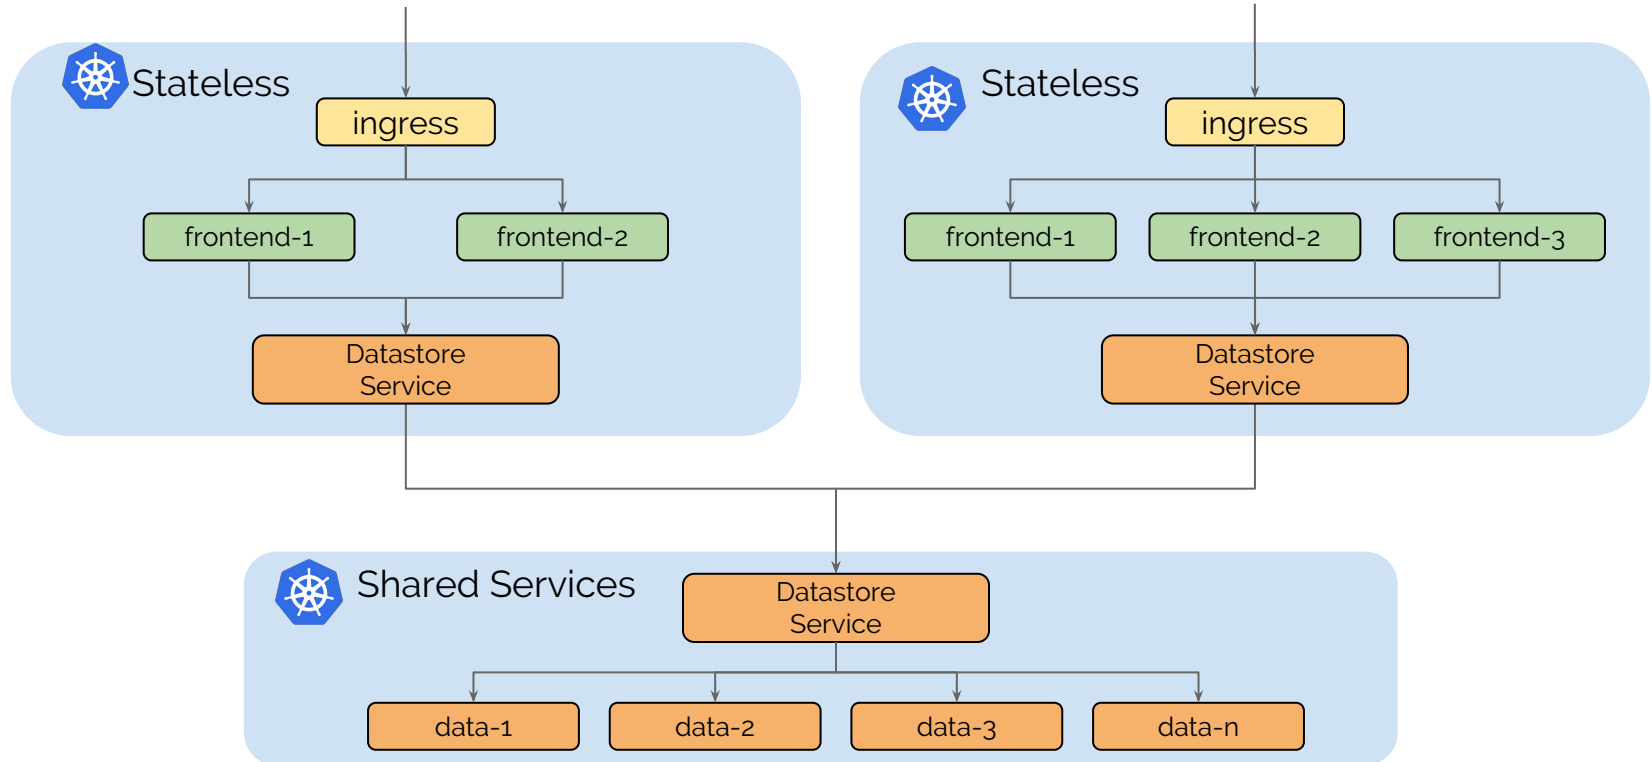 Stateless
ingress
frontend-1
frontend-2
Datastore
Service
Stateless
ingress
frontend-1
frontend-2
frontend-3
Datastore
Service
Shared Services
Datastore
Service
data-1
data-2
data-3
data-n